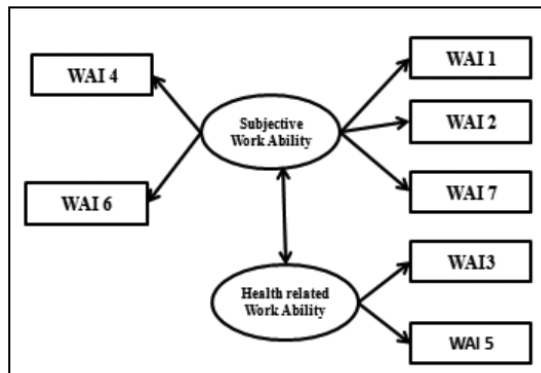 WAI 4
WAI 6
Subjective
Work Ability
WAI 1
WAI 2
WAI 7
Health related
Work Ability
WAI3
WAI 5